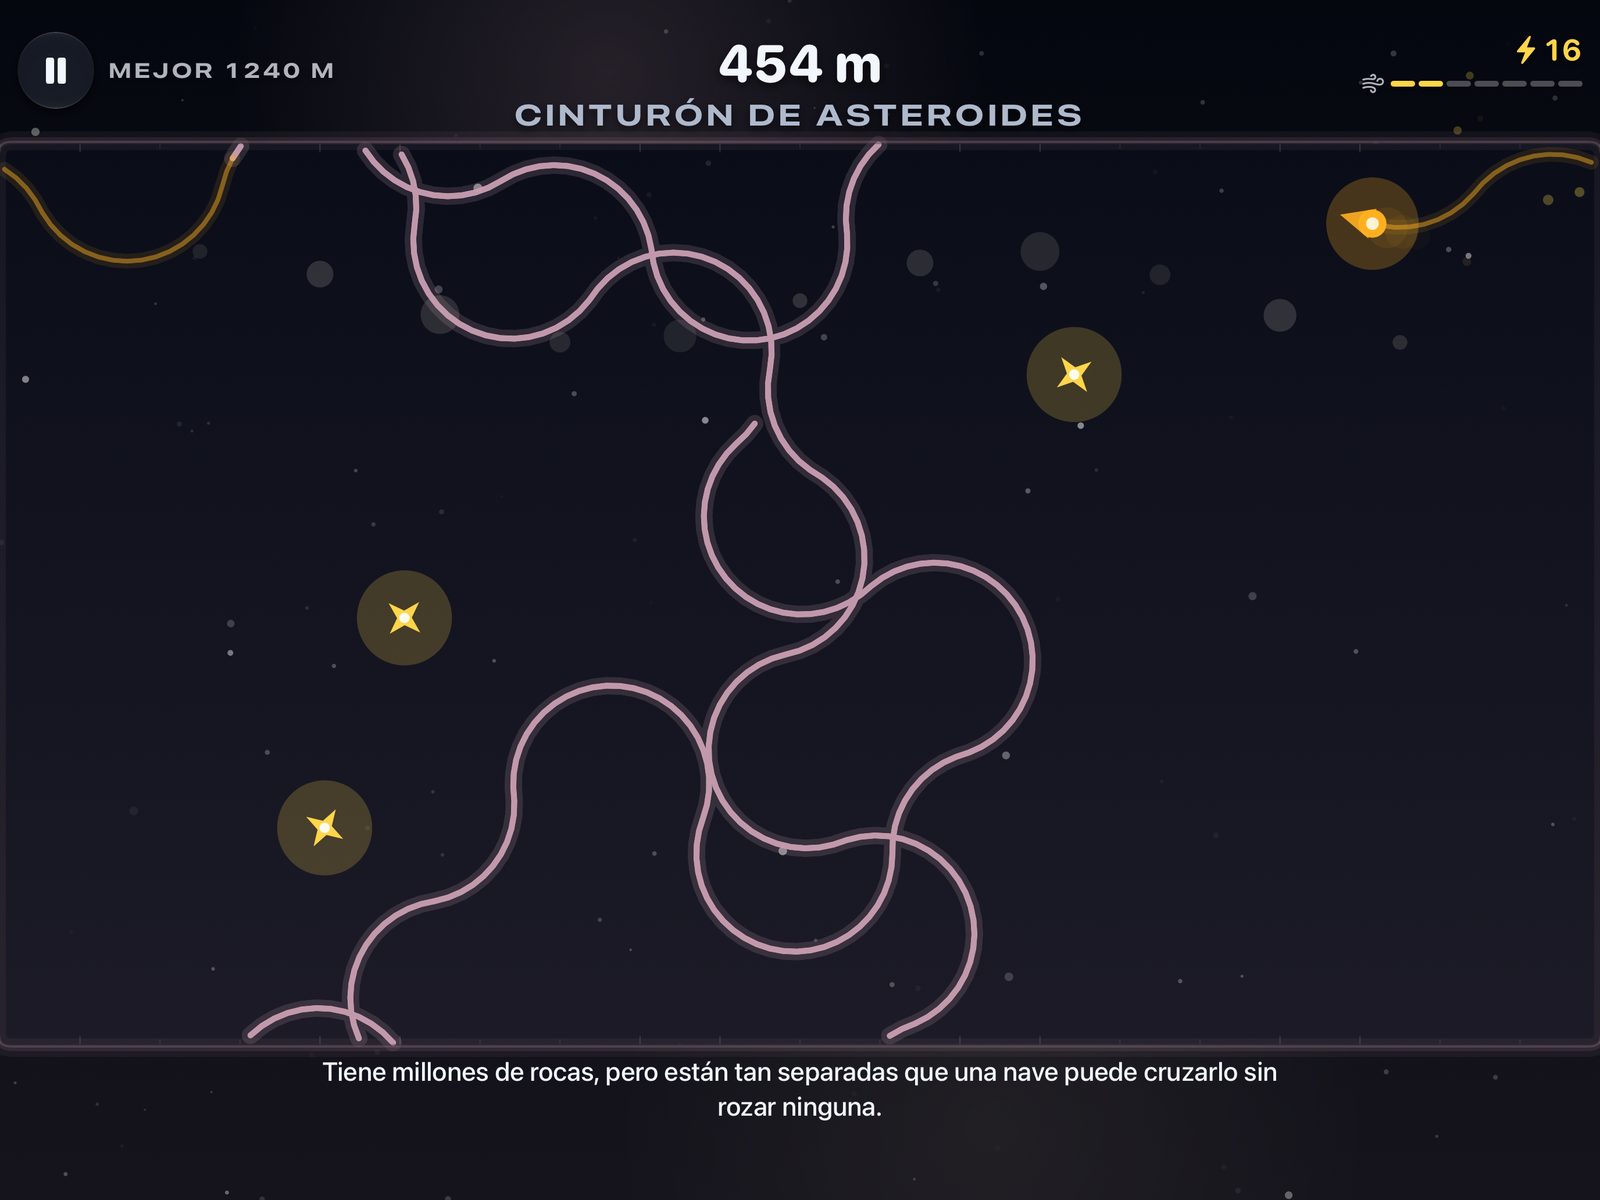 MEJOR 1240 M
454 m
CINTURÓN DE ASTEROIDES
16
Tiene millones de rocas, pero están tan separadas que una nave puede cruzarlo sin
rozar ninguna.